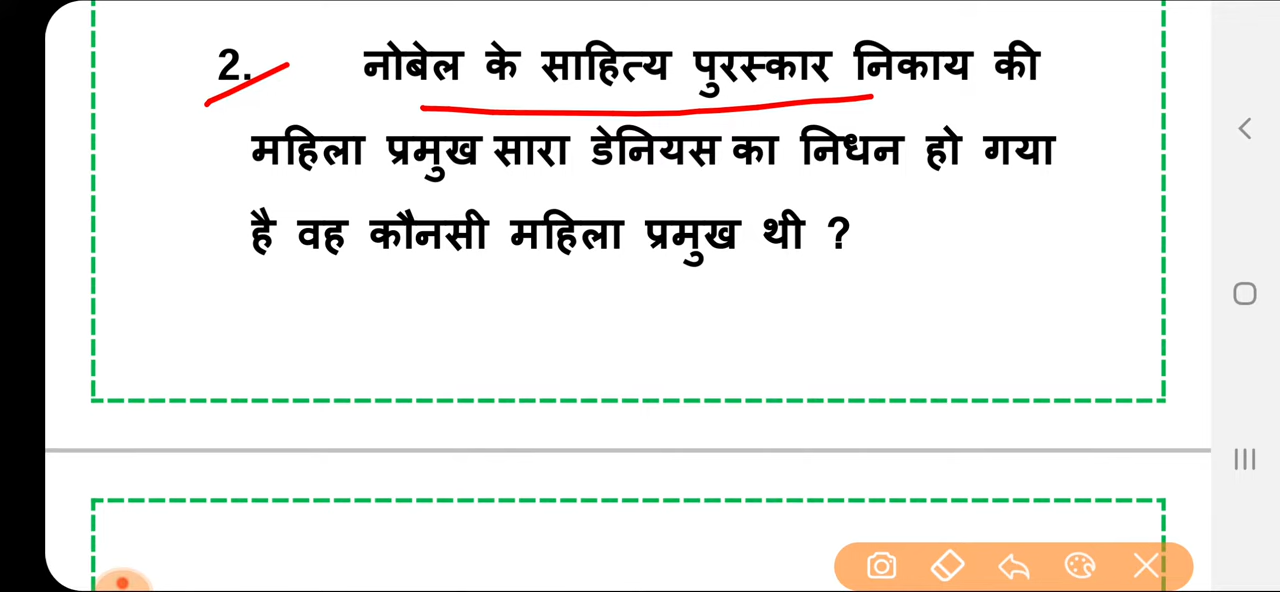 2. नोबेल के साहित्य पुरस्कार निकाय की
महिला प्रमुख सारा डेनियस का निधन हो गया
है वह कौनसी महिला प्रमुख थी ?